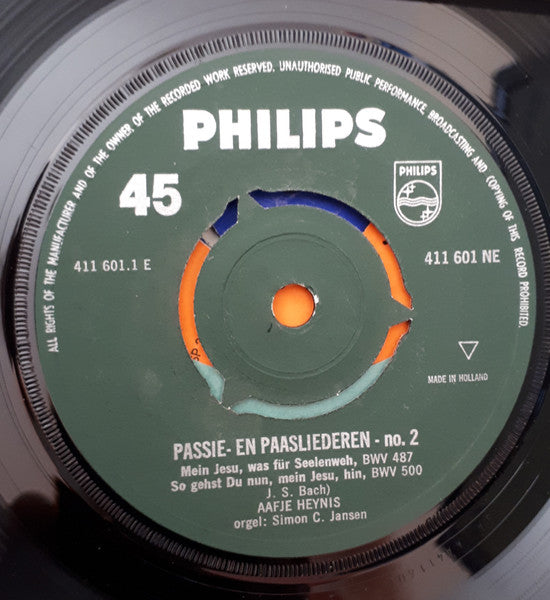 ALL RIGHTS OF THE MANUFACTURER AND OF THE OWNER OF THE RECORDED WORK RESERVED. UNAUTHORISED PUBLIC PERFORMANCE, BROADCASTING AND COPYING OF THIS RECORD PROHIBITED.
PHILIPS
45
PHILIPS
411 601.1 E
411 601 NE
MADE IN HOLLAND
PASSIE- EN PAASLIEDEREN - no. 2
Mein Jesu, was für Seelenweh, BWV 487
So gehst Du nun, mein Jesu, hin, BWV 500
J. S. Bach)
AAFJE HEYNIS
orgel: Simon C. Jansen